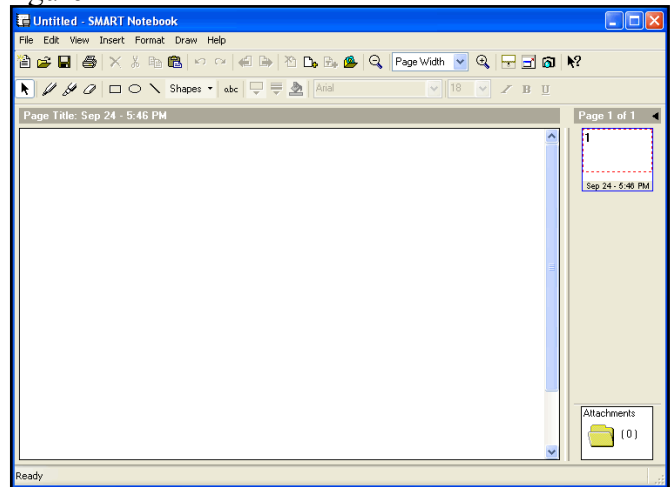 Untitled - SMART Notebook
File Edit View Insert Format Draw Help
Page Width
Shapes abc Arial 18 I B U
Page Title: Sep 24 - 5:46 PM Page 1 of 1
1
Sep 24 - 5:46 PM
Attachments
(0)
Ready